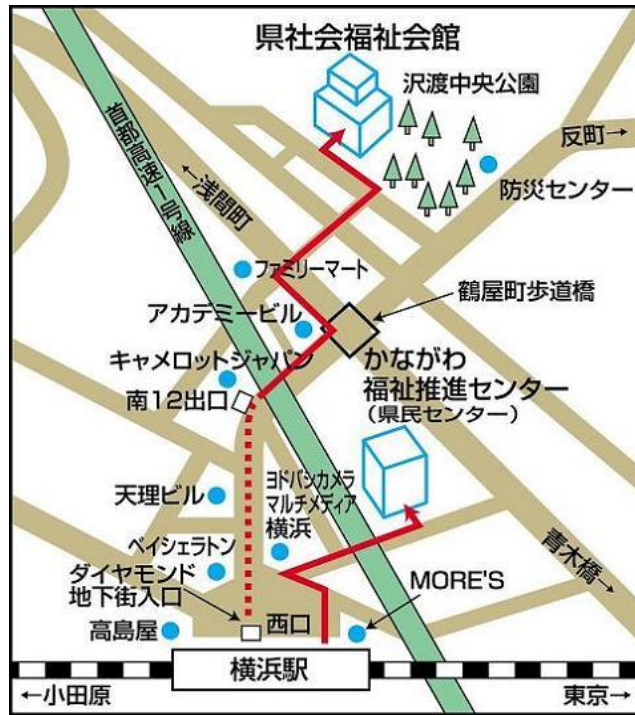 県社会福祉会館
沢渡中央公園
反町→
首都高速1号線
←浅間町
防災センター
ファミリーマート
鶴屋町歩道橋
アカデミービル
キャメロットジャパン
かながわ
福祉推進センター
(県民センター)
南12出口
ヨドバシカメラ
マルチメディア
横浜
天理ビル
青木橋
ベイシェラトン
ダイヤモンド
地下街入口
MORE'S
高島屋
西口
横浜駅
←小田原
東京→